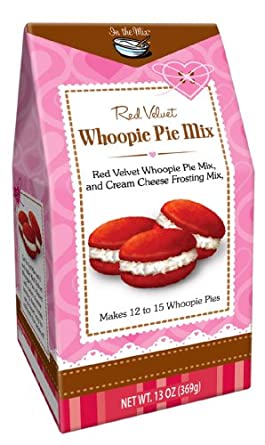 In the Mix
Red Velvet
Whoopie Pie Mix
Red Velvet Whoopie Pie Mix,
and Cream Cheese Frosting Mix,
Makes 12 to 15 Whoopie Pies
NET WT. 13 OZ (369g)